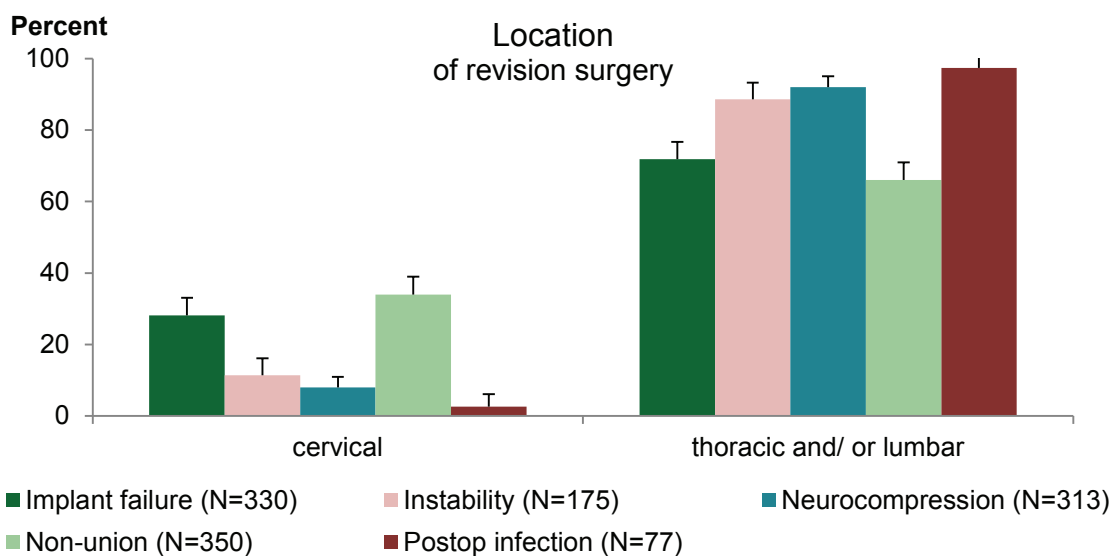 Percent
Location
of revision surgery
100
80
60
40
20
0
cervical
thoracic and/ or lumbar
Implant failure (N=330)
Instability (N=175)
Neurocompression (N=313)
Non-union (N=350)
Postop infection (N=77)